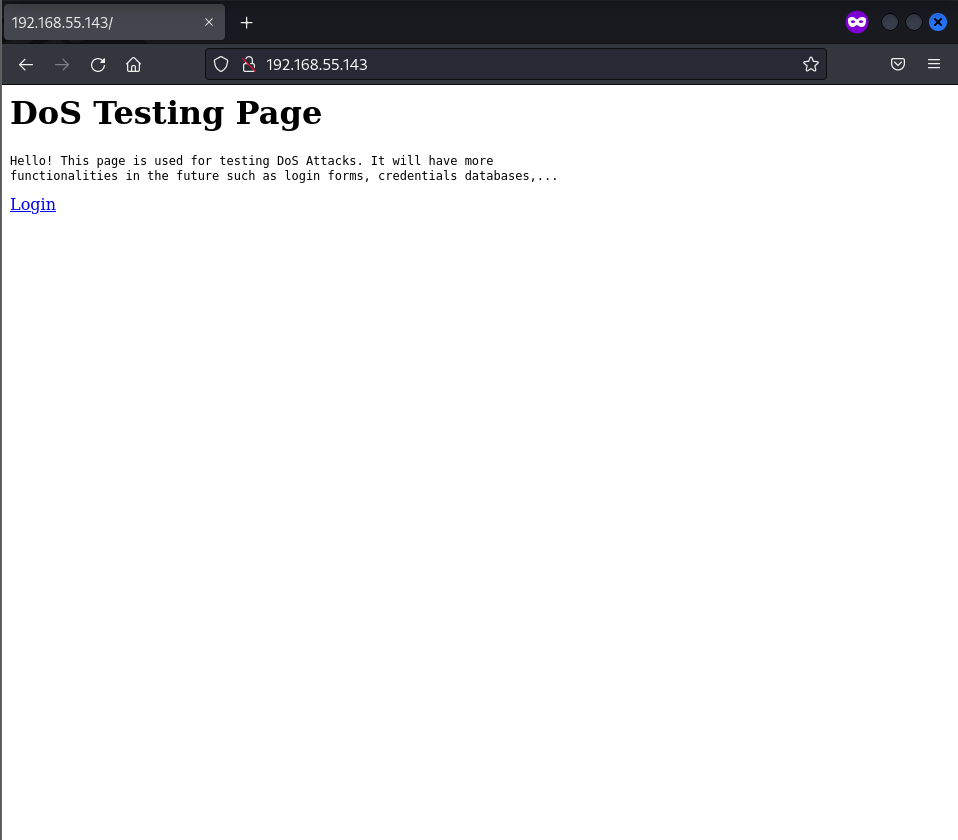 192.168.55.143/
192.168.55.143
DoS Testing Page
Hello! This page is used for testing DoS Attacks. It will have more
functionalities in the future such as login forms, credentials databases,...
Login